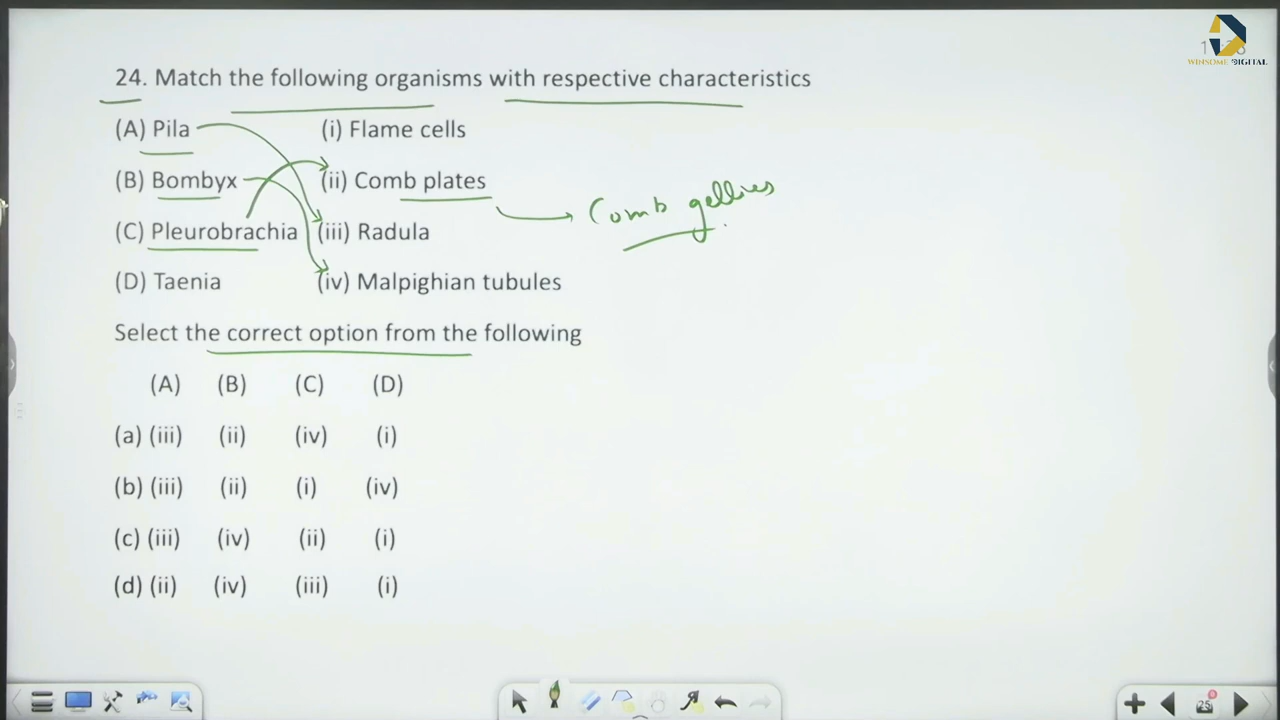 WINSOME DIGITAL
24. Match the following organisms with respective characteristics
(A) Pila (i) Flame cells
(B) Bombyx (ii) Comb plates
Comb gellies
(C) Pleurobrachia (iii) Radula
(D) Taenia (iv) Malpighian tubules
Select the correct option from the following
(A) (B) (C) (D)
(a) (iii) (ii) (iv) (i)
(b) (iii) (ii) (i) (iv)
(c) (iii) (iv) (ii) (i)
(d) (ii) (iv) (iii) (i)
25